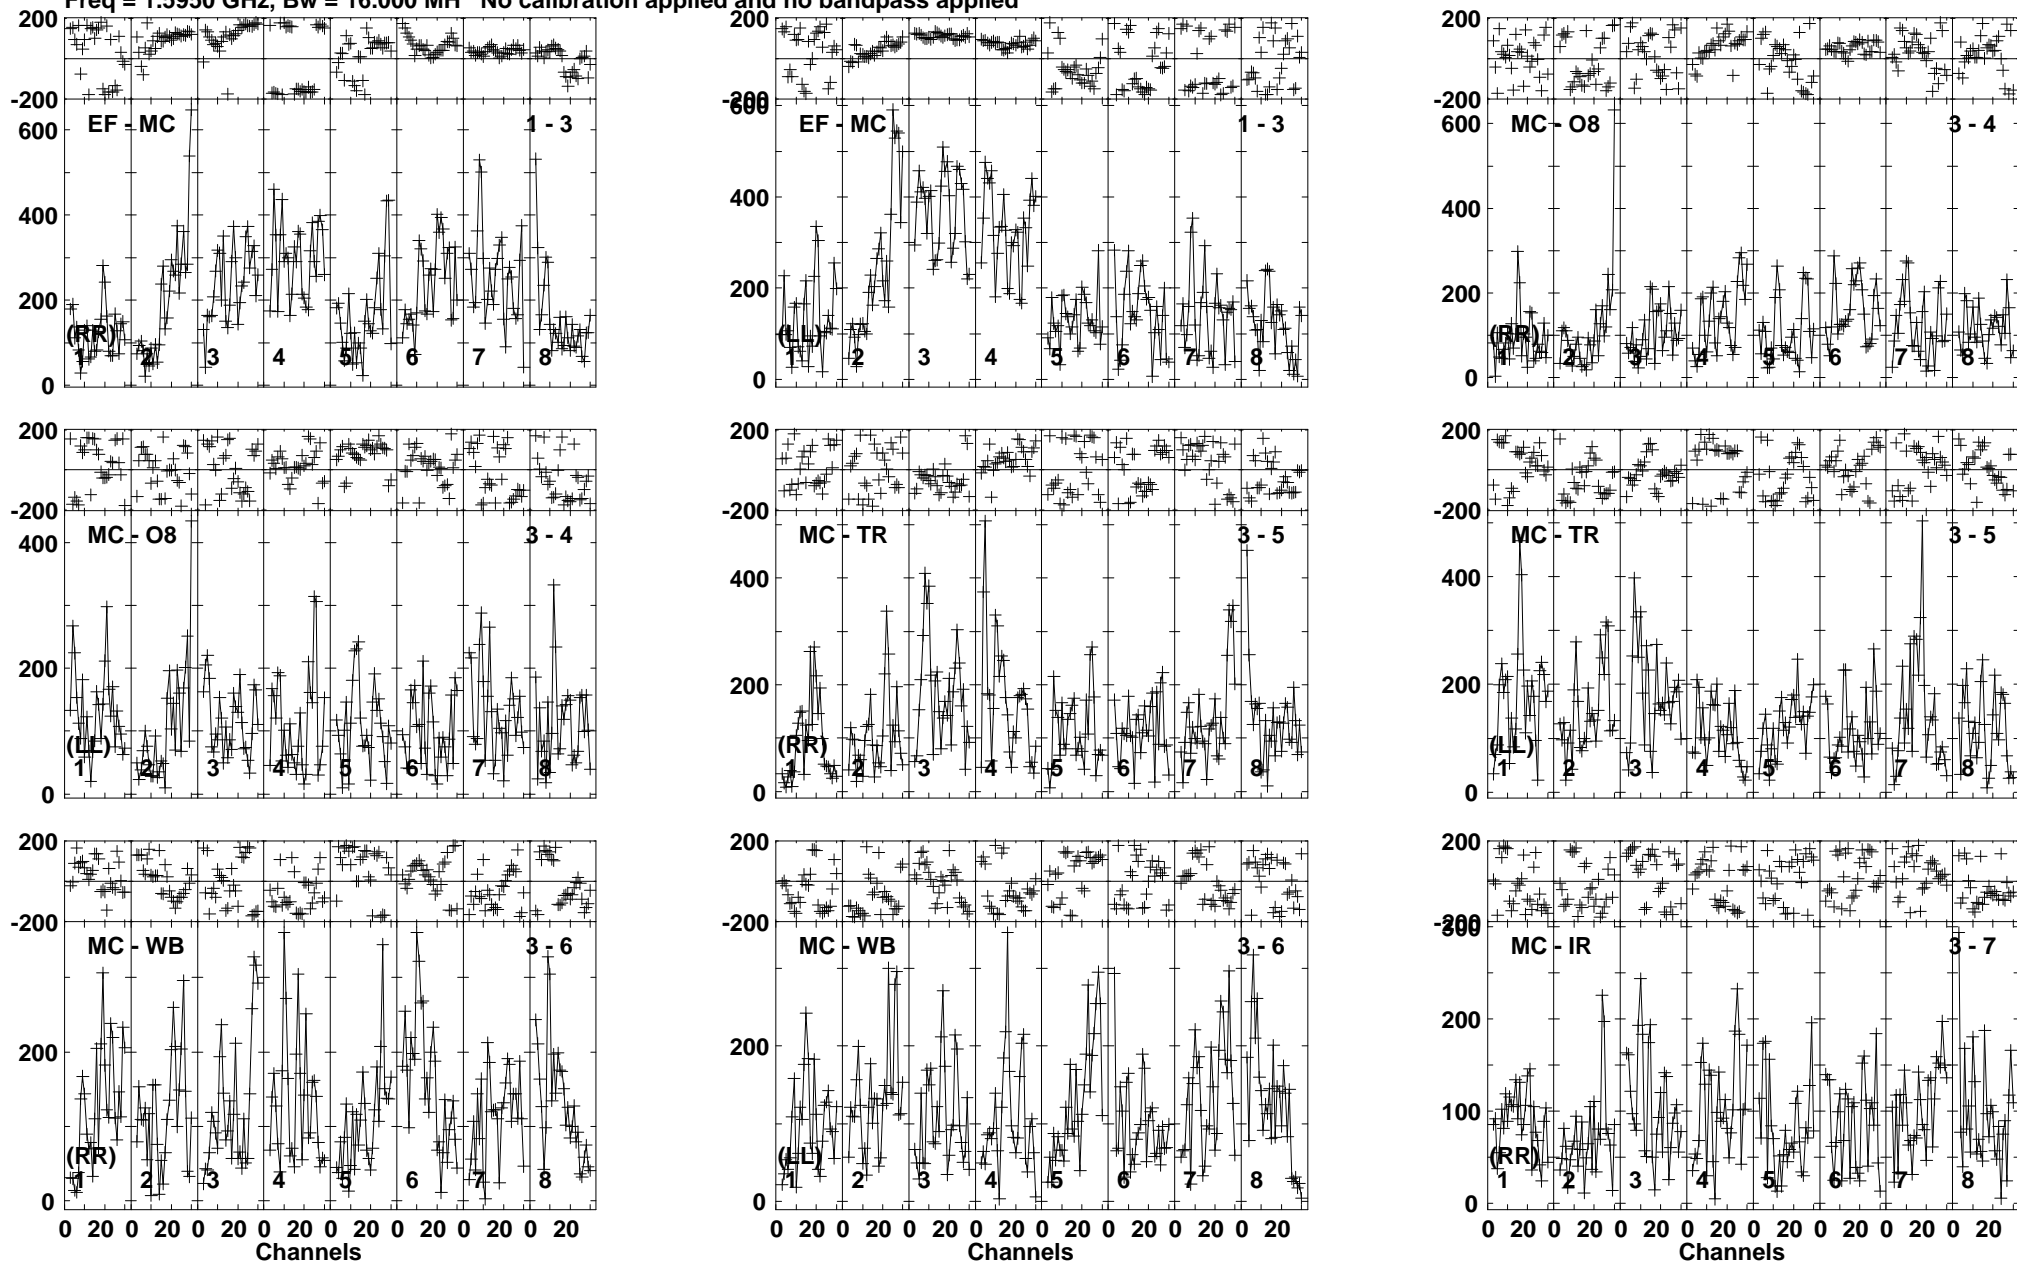 Freq = 1.5950 GHz, Bw = 16.000 MH No calibration applied and no bandpass applied
200 -200 600 400 200 0
EF - MC 1 - 3
(RR)
1 2 3 4 5 6 7 8
200 -200 600 400 200 0
EF - MC 1 - 3
(LL)
1 2 3 4 5 6 7 8
200 -200 600 400 200 0
MC - O8 3 - 4
(RR)
1 2 3 4 5 6 7 8
200 -200 400 200 0
MC - O8 3 - 4
(LL)
1 2 3 4 5 6 7 8
200 -200 400 200 0
MC - TR 3 - 5
(RR)
1 2 3 4 5 6 7 8
200 -200 400 200 0
MC - TR 3 - 5
(LL)
1 2 3 4 5 6 7 8
200 -200 200 0
MC - WB 3 - 6
(RR)
1 2 3 4 5 6 7 8
0 20 0 20 0 20 0 20 0 20 0 20 0 20 0 20
Channels
200 -200 200 0
MC - WB 3 - 6
(LL)
1 2 3 4 5 6 7 8
0 20 0 20 0 20 0 20 0 20 0 20 0 20 0 20
Channels
200 -200 300 200 100 0
MC - IR 3 - 7
(RR)
1 2 3 4 5 6 7 8
0 20 0 20 0 20 0 20 0 20 0 20 0 20 0 20
Channels